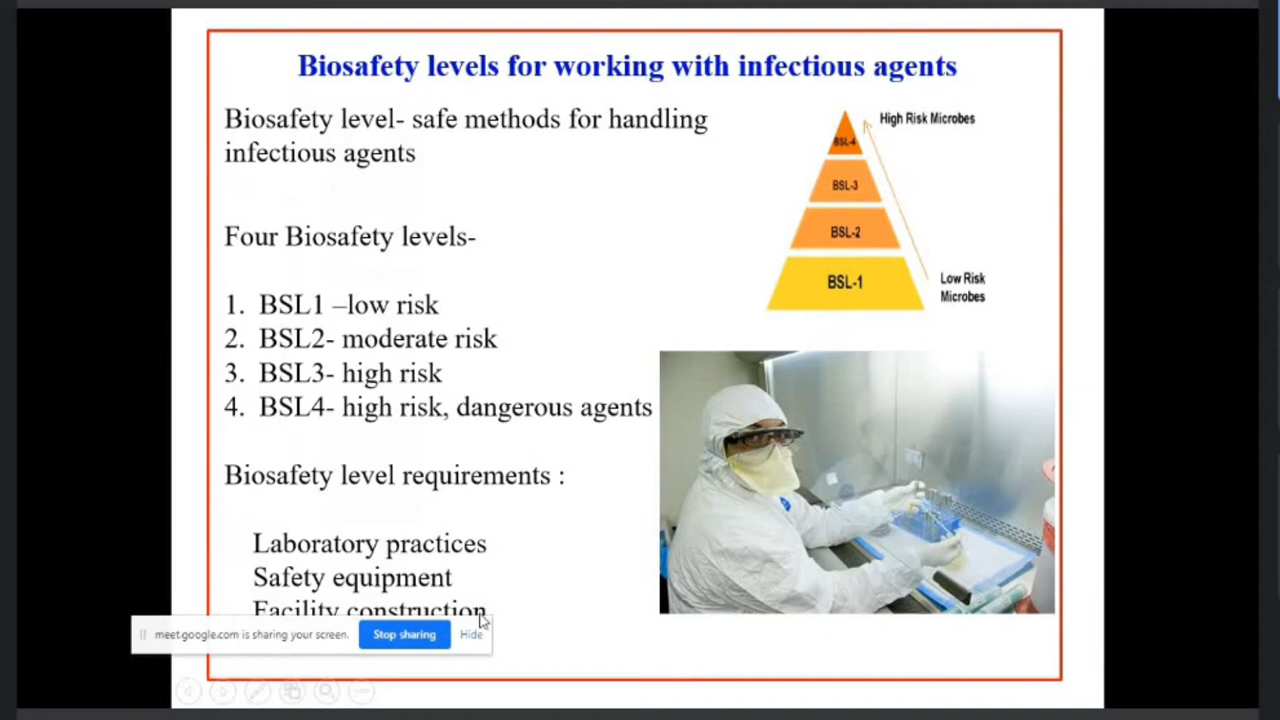 Biosafety levels for working with infectious agents
Biosafety level- safe methods for handling
infectious agents
Four Biosafety levels-
1. BSL1 –low risk
2. BSL2- moderate risk
3. BSL3- high risk
4. BSL4- high risk, dangerous agents
Biosafety level requirements :
Laboratory practices
Safety equipment
Facility construction
High Risk Microbes
BSL-4
BSL-3
BSL-2
BSL-1
Low Risk
Microbes
meet.google.com is sharing your screen.
Stop sharing
Hide